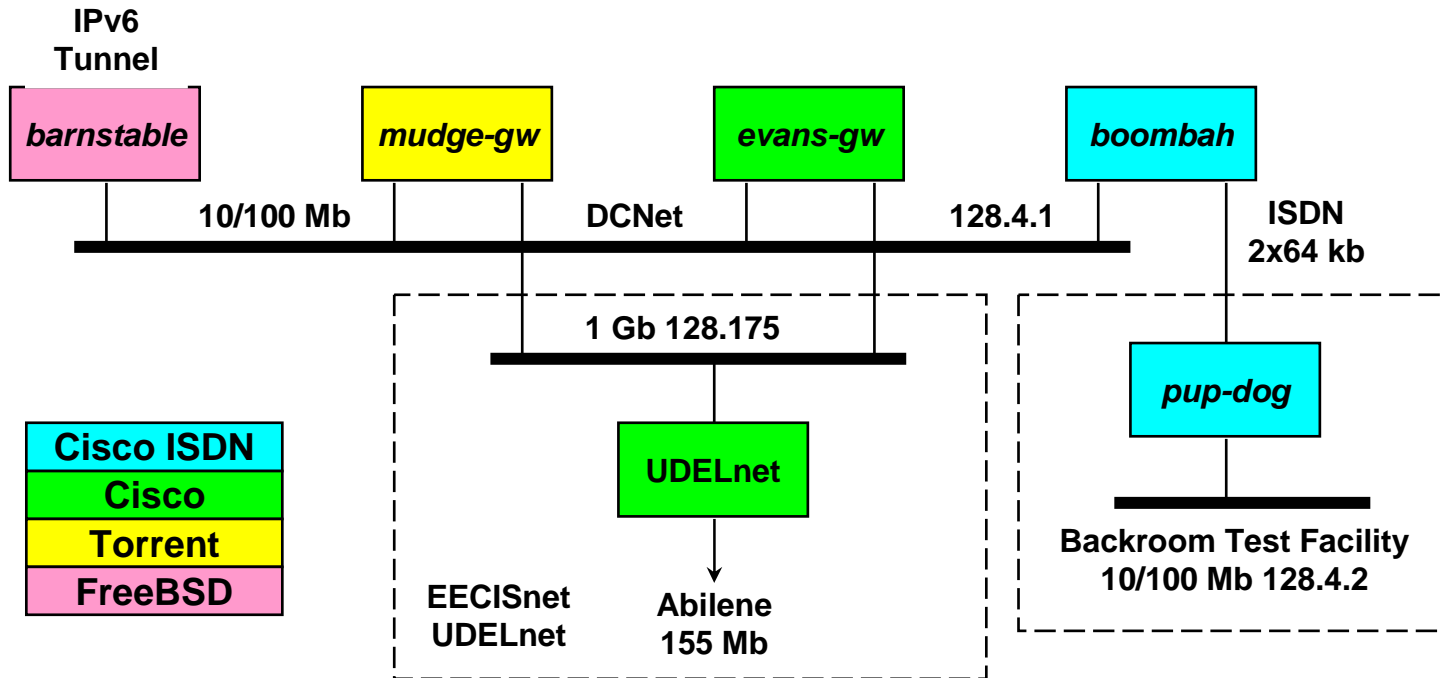 IPv6
Tunnel
barnstable
mudge-gw
evans-gw
boombah
10/100 Mb
DCNet
128.4.1
ISDN
2x64 kb
1 Gb 128.175
pup-dog
UDELnet
Cisco ISDN
Cisco
Torrent
FreeBSD
EECISnet
UDELnet
Abilene
155 Mb
Backroom Test Facility
10/100 Mb 128.4.2